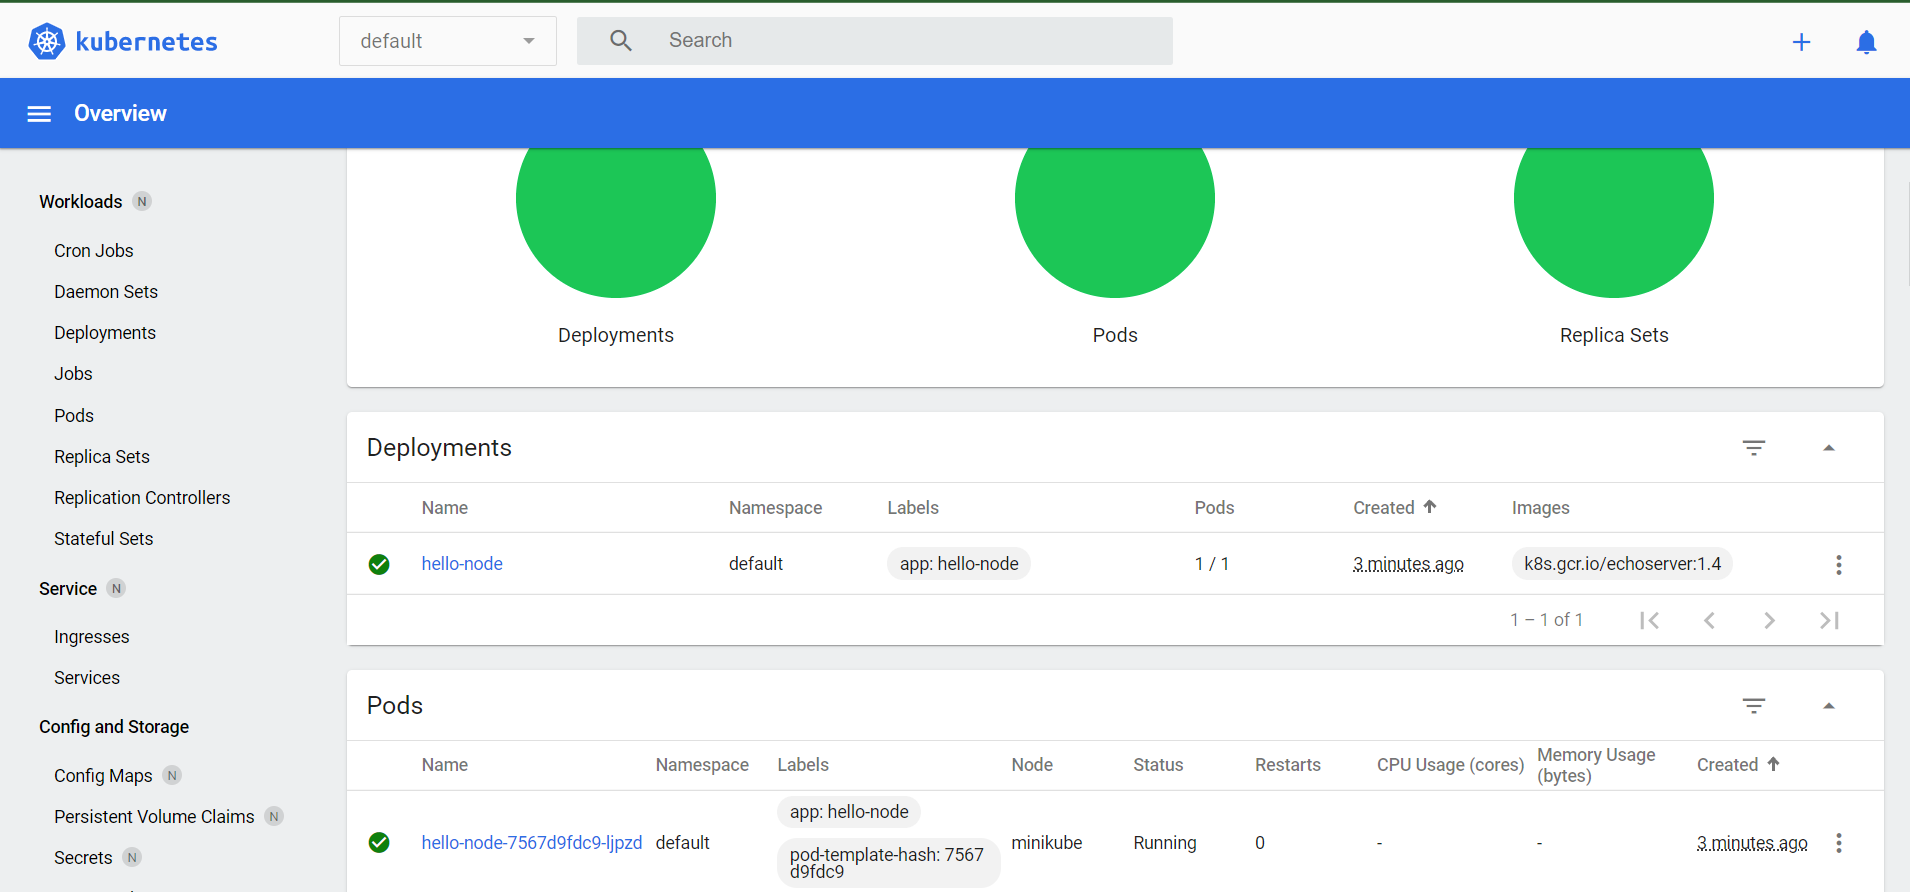 kubernetes
default
Search
Overview
Workloads N
Cron Jobs
Daemon Sets
Deployments
Jobs
Pods
Replica Sets
Replication Controllers
Stateful Sets
Service N
Ingresses
Services
Config and Storage
Config Maps N
Persistent Volume Claims N
Secrets N
Deployments Pods Replica Sets
Deployments
Name Namespace Labels Pods Created Images
hello-node default app: hello-node 1 / 1 3 minutes ago k8s.gcr.io/echoserver:1.4
1 – 1 of 1
Pods
Name Namespace Labels Node Status Restarts CPU Usage (cores) Memory Usage
(bytes) Created
app: hello-node
hello-node-7567d9fdc9-ljpzd default minikube Running 0 - - 3 minutes ago
pod-template-hash: 7567
d9fdc9